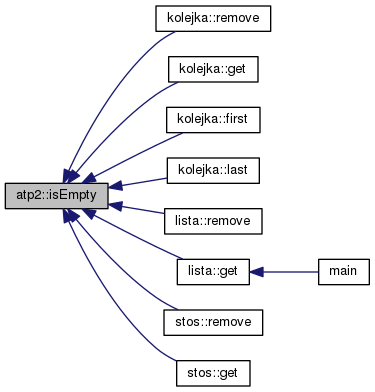 kolejka::remove
kolejka::get
kolejka::first
kolejka::last
atp2::isEmpty
lista::remove
lista::get
main
stos::remove
stos::get